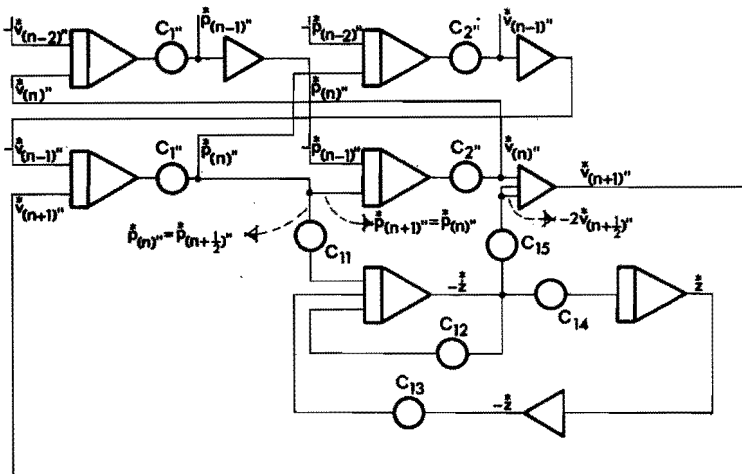 *v(n-2)" C1" *p(n-1)" *p(n-2)" C2" *v(n-1)"
*v(n)" *p(n)"
*v(n-1)" C1" *p(n)" *p(n-1)" C2" *v(n)" *v(n+1)"
*v(n+1)"
*p(n)"=*p(n+½)" C11 *p(n+1)"=*p(n)" -2*v(n+½)"
C15
-ż* *z
C12 C14
C13 -*z